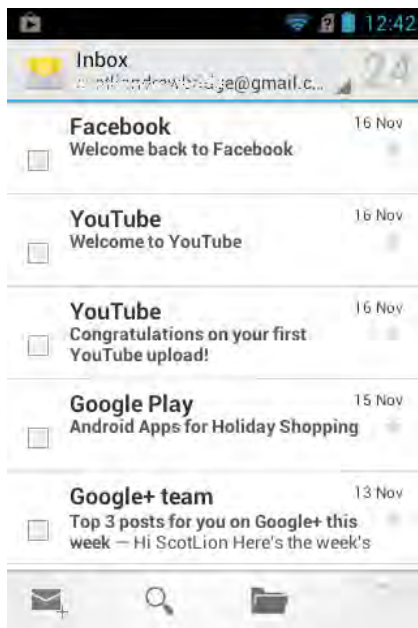 12:42
Inbox
24
16 Nov
Facebook
Welcome back to Facebook
16 Nov
YouTube
Welcome to YouTube
16 Nov
YouTube
Congratulations on your first
YouTube upload!
15 Nov
Google Play
Android Apps for Holiday Shopping
13 Nov
Google+ team
Top 3 posts for you on Google+ this
week — Hi ScotLion Here's the week's